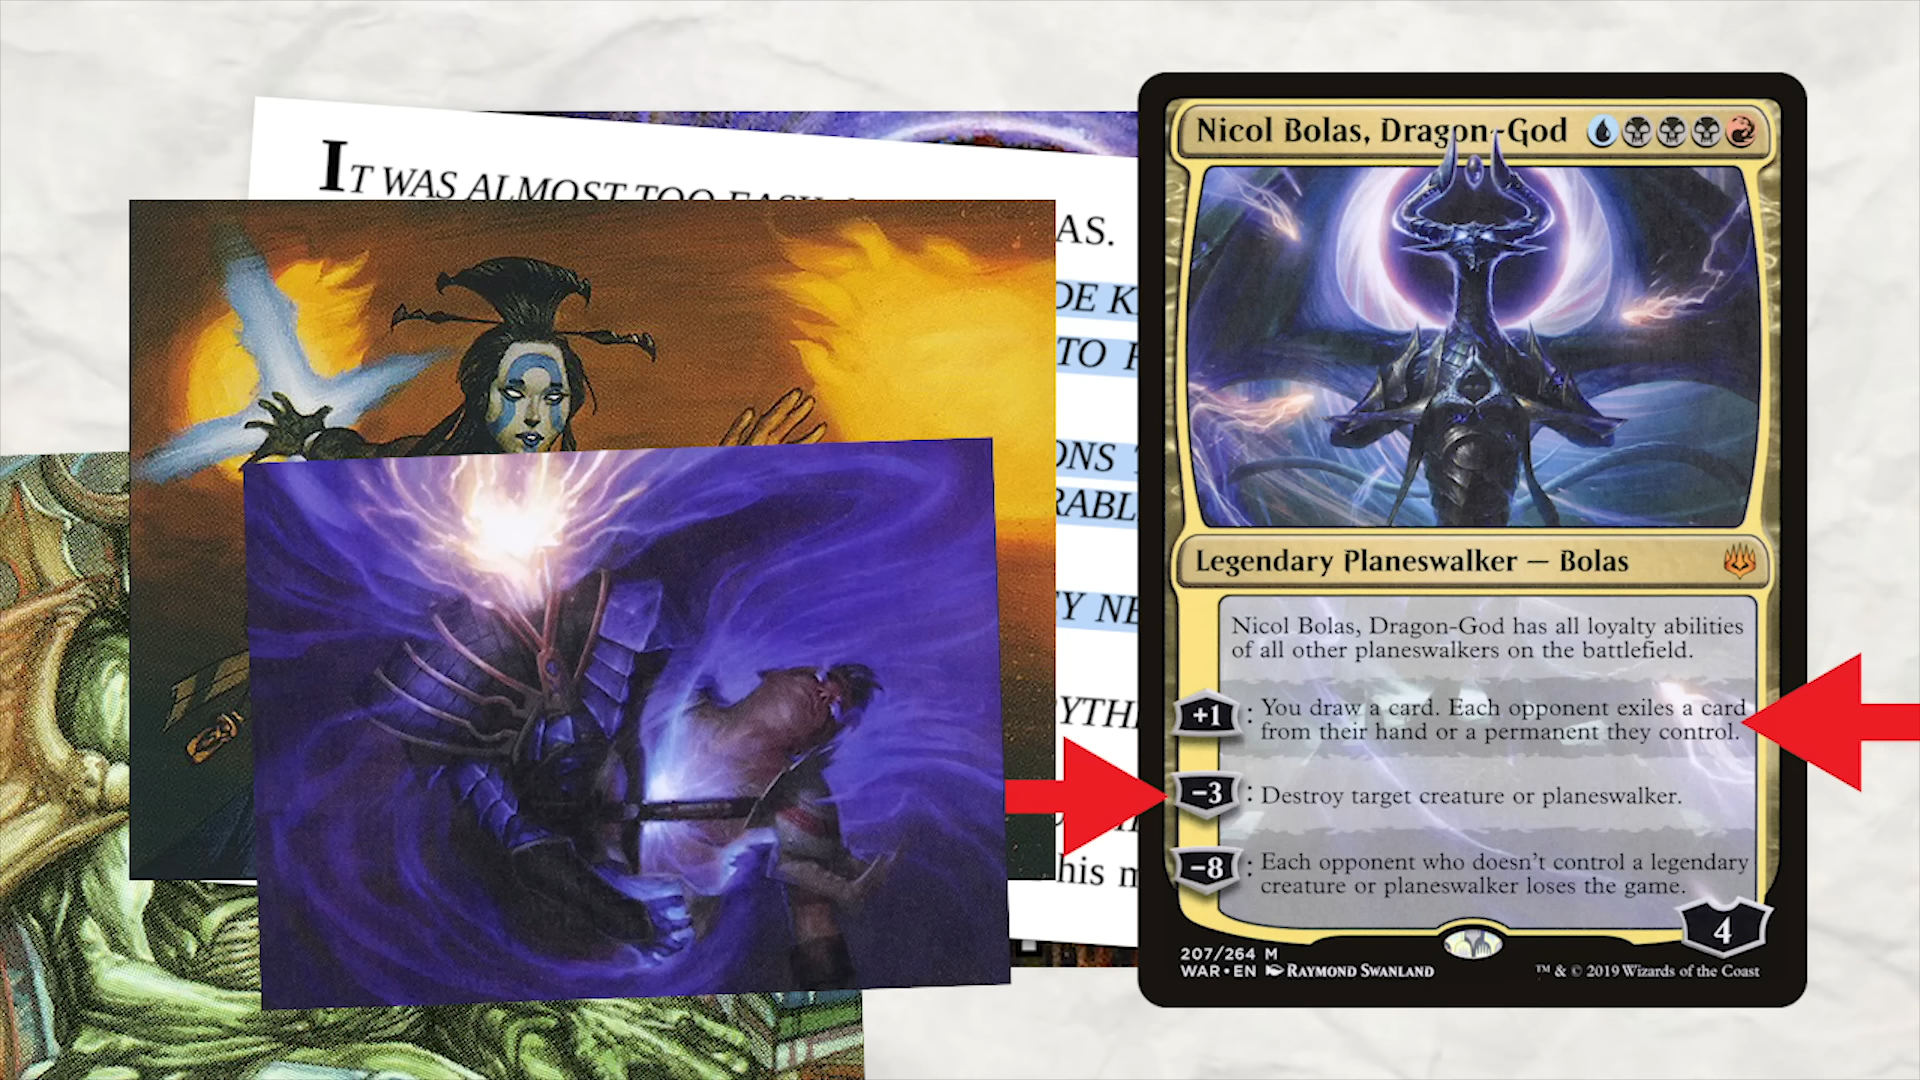 IT WAS ALMOST TOO
AS.
TO
ONS
his
Nicol Bolas, Dragon-God
Legendary Planeswalker — Bolas
Nicol Bolas, Dragon-God has all loyalty abilities
of all other planeswalkers on the battlefield.
+1: You draw a card. Each opponent exiles a card
from their hand or a permanent they control.
−3: Destroy target creature or planeswalker.
−8: Each opponent who doesn't control a legendary
creature or planeswalker loses the game.
4
207/264 M
WAR • EN RAYMOND SWANLAND
™ & © 2019 Wizards of the Coast